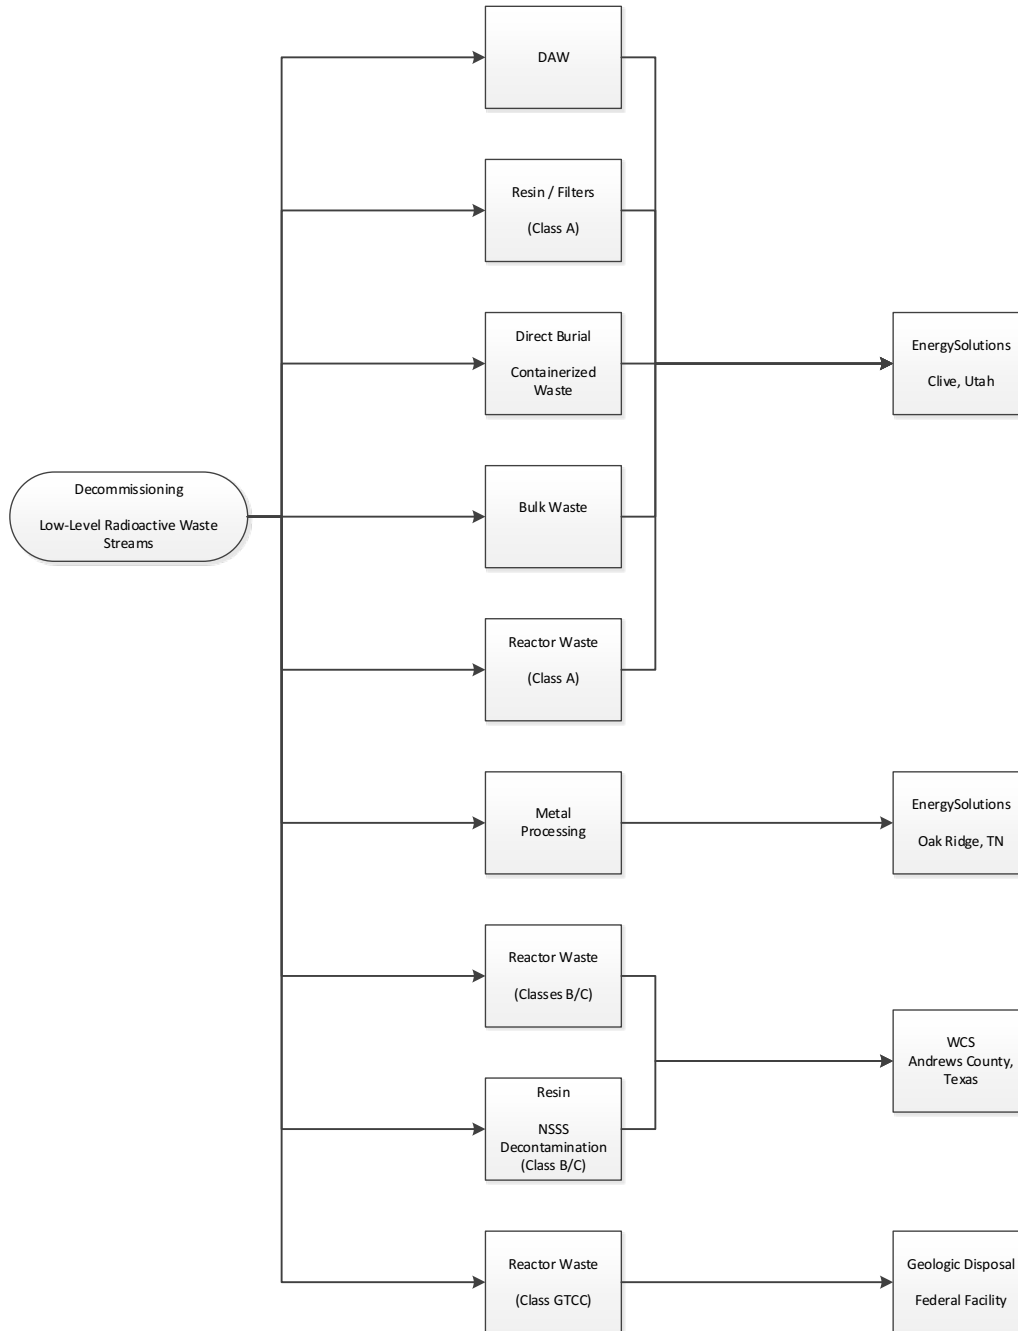 DAW
Resin / Filters
(Class A)
Direct Burial
Containerized
Waste
EnergySolutions
Clive, Utah
Decommissioning
Low-Level Radioactive Waste
Streams
Bulk Waste
Reactor Waste
(Class A)
Metal
Processing
EnergySolutions
Oak Ridge, TN
Reactor Waste
(Classes B/C)
WCS
Andrews County,
Texas
Resin
NSSS
Decontamination
(Class B/C)
Reactor Waste
(Class GTCC)
Geologic Disposal
Federal Facility